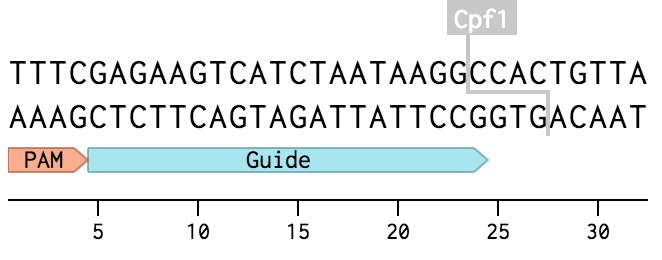 Cpf1
TTTCGAGAAGTCATCTAATAAGGCCACTGTTA
AAAGCTCTTCAGTAGATTATTCCGGTGACAAT
PAM Guide
5 10 15 20 25 30